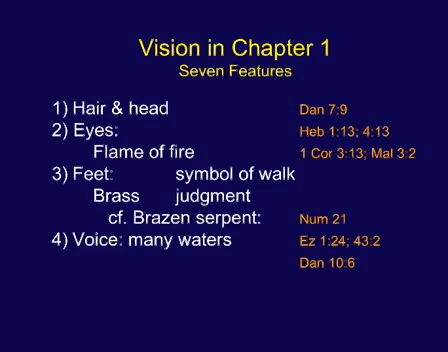 Vision in Chapter 1
Seven Features
1) Hair & head Dan 7:9
2) Eyes: Heb 1:13; 4:13
Flame of fire 1 Cor 3:13; Mal 3:2
3) Feet: symbol of walk
Brass judgment
cf. Brazen serpent: Num 21
4) Voice: many waters Ez 1:24; 43:2
Dan 10:6